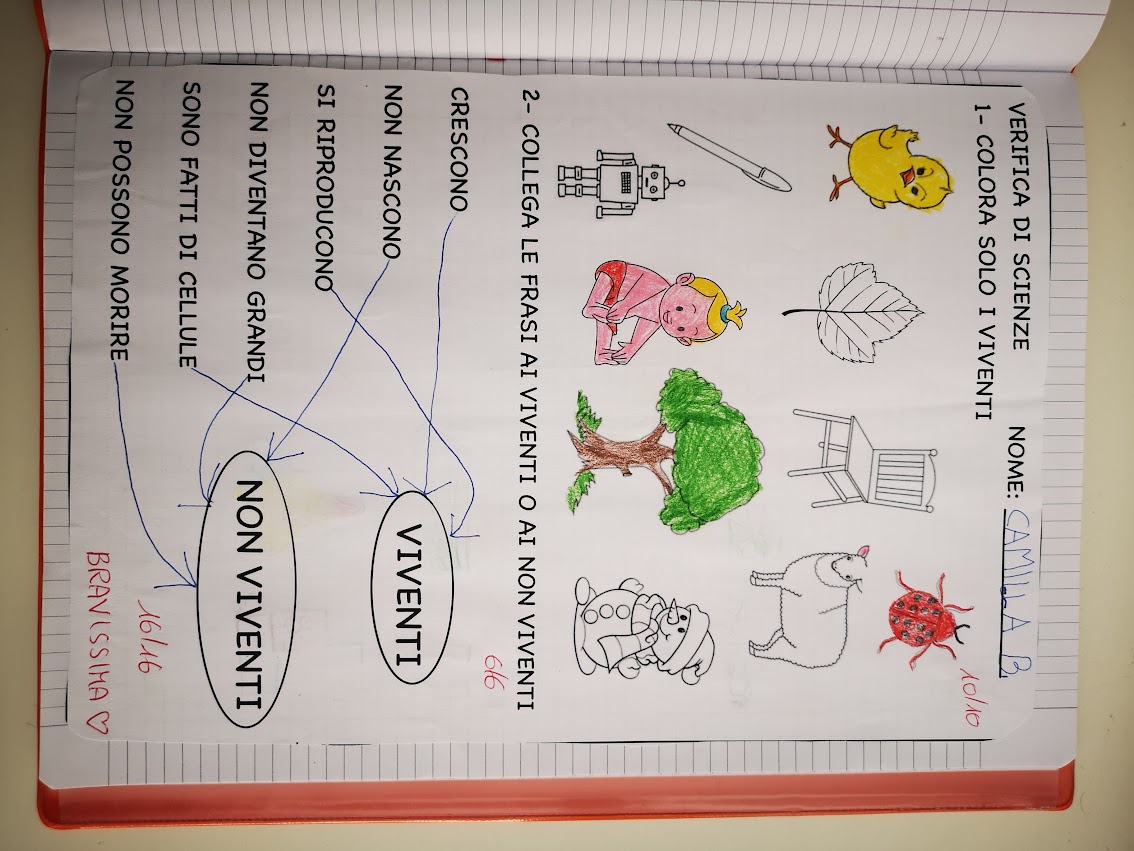 VERIFICA DI SCIENZE NOME: CAMILLA B.
1- COLORA SOLO I VIVENTI
10/10
2- COLLEGA LE FRASI AI VIVENTI O AI NON VIVENTI
6/6
CRESCONO
VIVENTI
NON NASCONO
SI RIPRODUCONO
NON DIVENTANO GRANDI
NON VIVENTI
SONO FATTI DI CELLULE
16/16
NON POSSONO MORIRE
BRAVISSIMA ♡